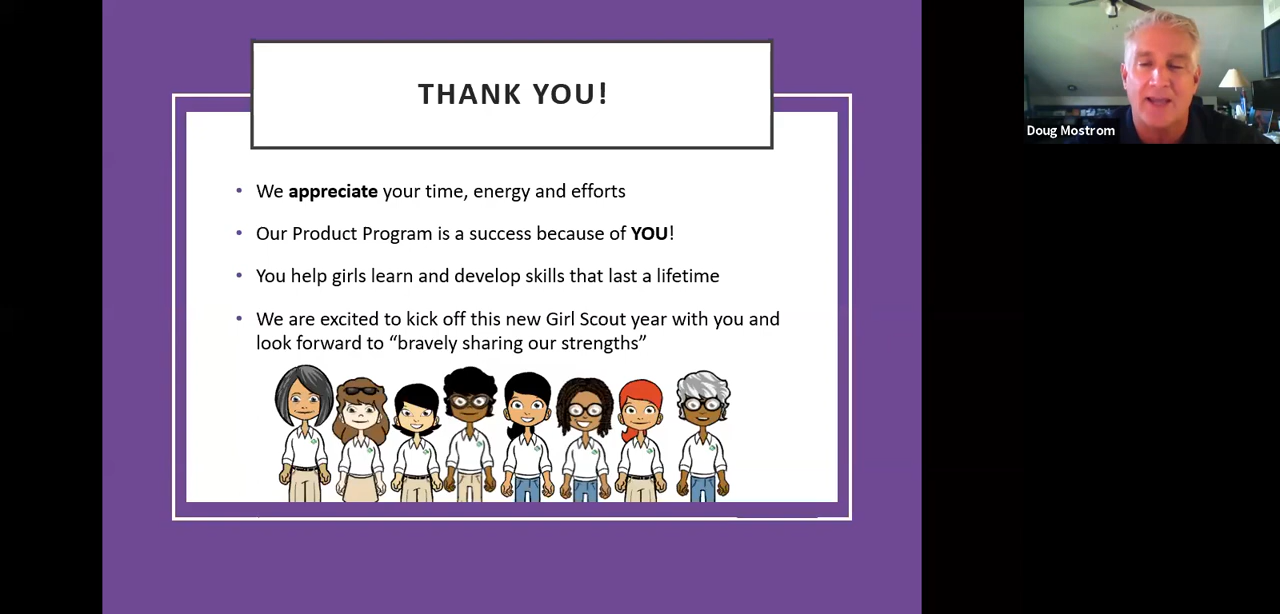 THANK YOU!
• We appreciate your time, energy and efforts
• Our Product Program is a success because of YOU!
• You help girls learn and develop skills that last a lifetime
• We are excited to kick off this new Girl Scout year with you and
look forward to “bravely sharing our strengths”
Doug Mostrom